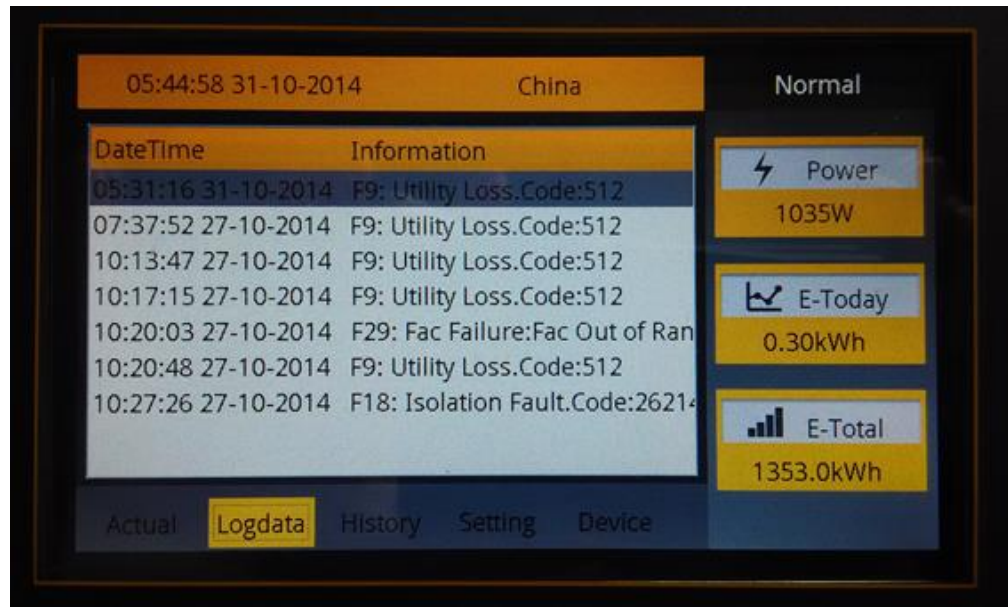 05:44:58 31-10-2014 China
Normal
DateTime Information
05:31:16 31-10-2014 F9: Utility Loss.Code:512
07:37:52 27-10-2014 F9: Utility Loss.Code:512
10:13:47 27-10-2014 F9: Utility Loss.Code:512
10:17:15 27-10-2014 F9: Utility Loss.Code:512
10:20:03 27-10-2014 F29: Fac Failure:Fac Out of Ran
10:20:48 27-10-2014 F9: Utility Loss.Code:512
10:27:26 27-10-2014 F18: Isolation Fault.Code:26214
Power
1035W
E-Today
0.30kWh
E-Total
1353.0kWh
Actual Logdata History Setting Device